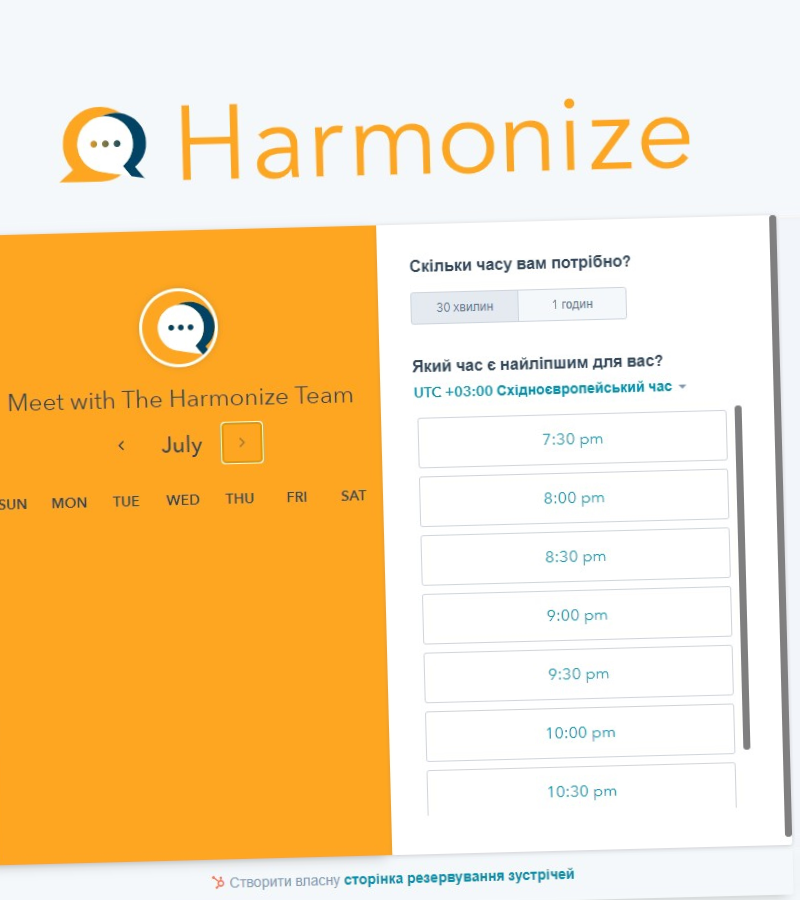 Harmonize
Meet with The Harmonize Team
July
SUN MON TUE WED THU FRI SAT
Скільки часу вам потрібно?
30 хвилин 1 годин
Який час є найліпшим для вас?
UTC +03:00 Східноєвропейський час
7:30 pm
8:00 pm
8:30 pm
9:00 pm
9:30 pm
10:00 pm
10:30 pm
Створити власну сторінка резервування зустрічей